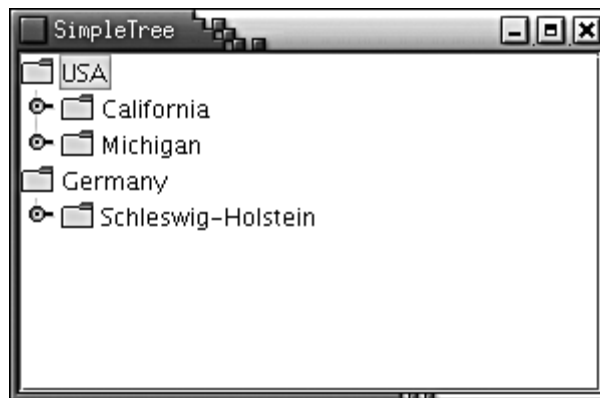 SimpleTree
USA
California
Michigan
Germany
Schleswig-Holstein